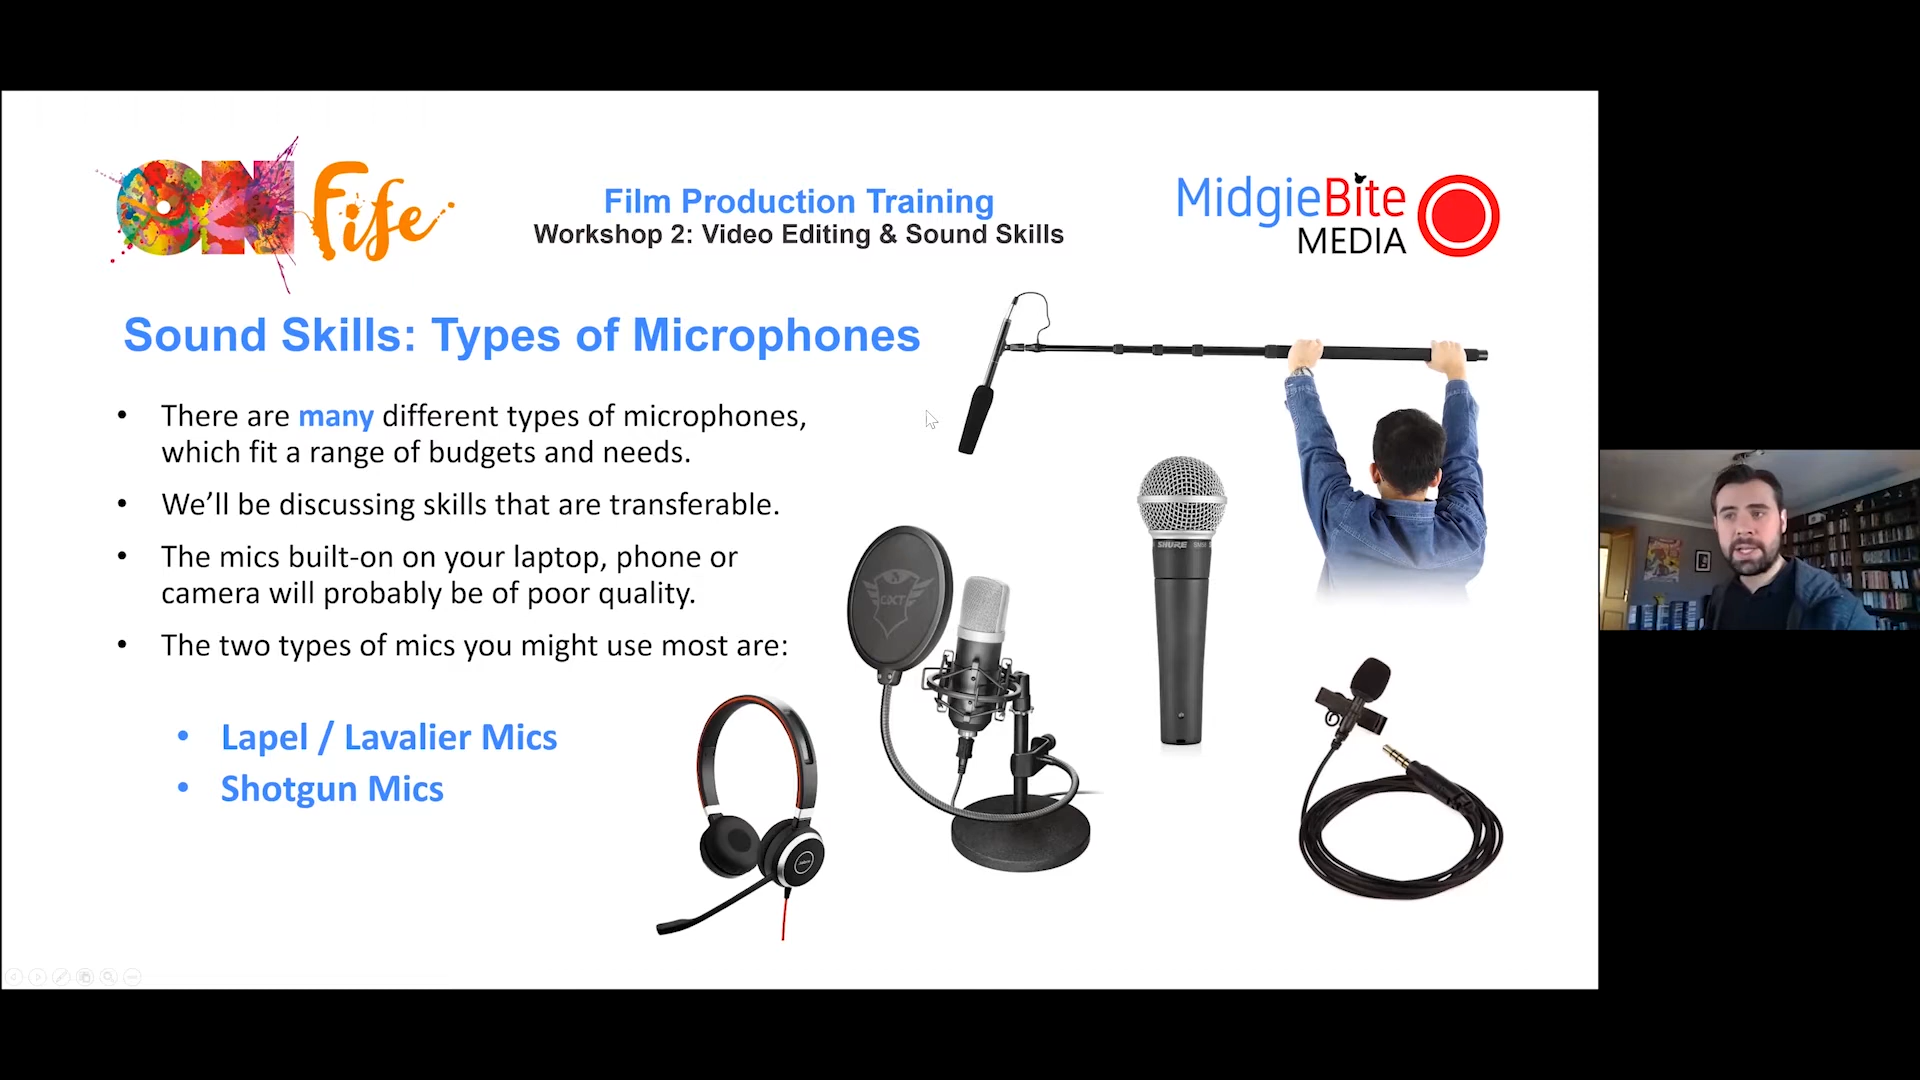 ON Fife
Film Production Training
Workshop 2: Video Editing & Sound Skills
MidgieBite
MEDIA
Sound Skills: Types of Microphones
• There are many different types of microphones,
which fit a range of budgets and needs.
• We’ll be discussing skills that are transferable.
• The mics built-on on your laptop, phone or
camera will probably be of poor quality.
• The two types of mics you might use most are:
• Lapel / Lavalier Mics
• Shotgun Mics
GXT
SHURE
Jabra